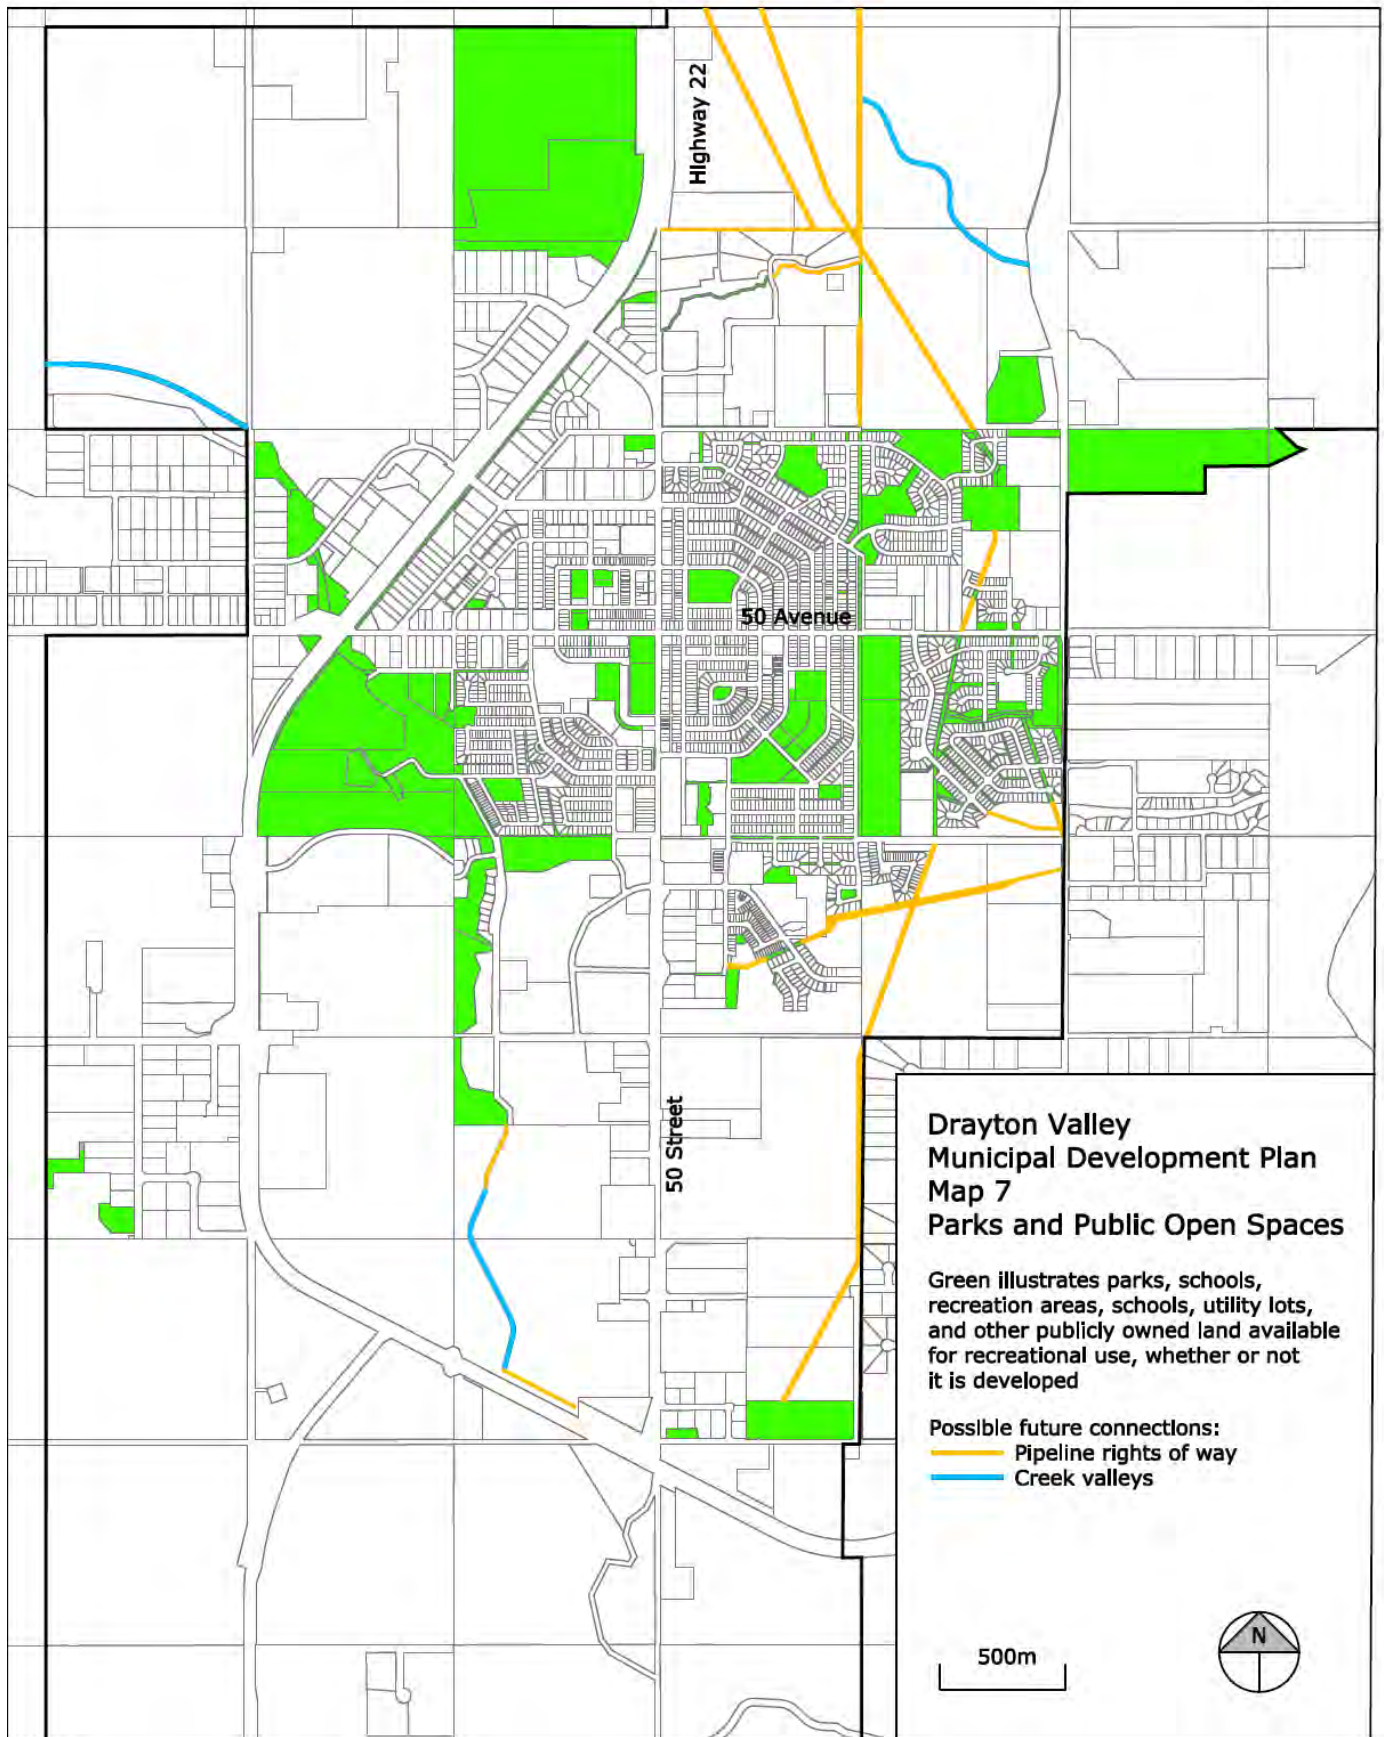 Highway 22
50 Avenue
50 Street
Drayton Valley
Municipal Development Plan
Map 7
Parks and Public Open Spaces
Green illustrates parks, schools,
recreation areas, schools, utility lots,
and other publicly owned land available
for recreational use, whether or not
it is developed
Possible future connections:
Pipeline rights of way
Creek valleys
500m
N